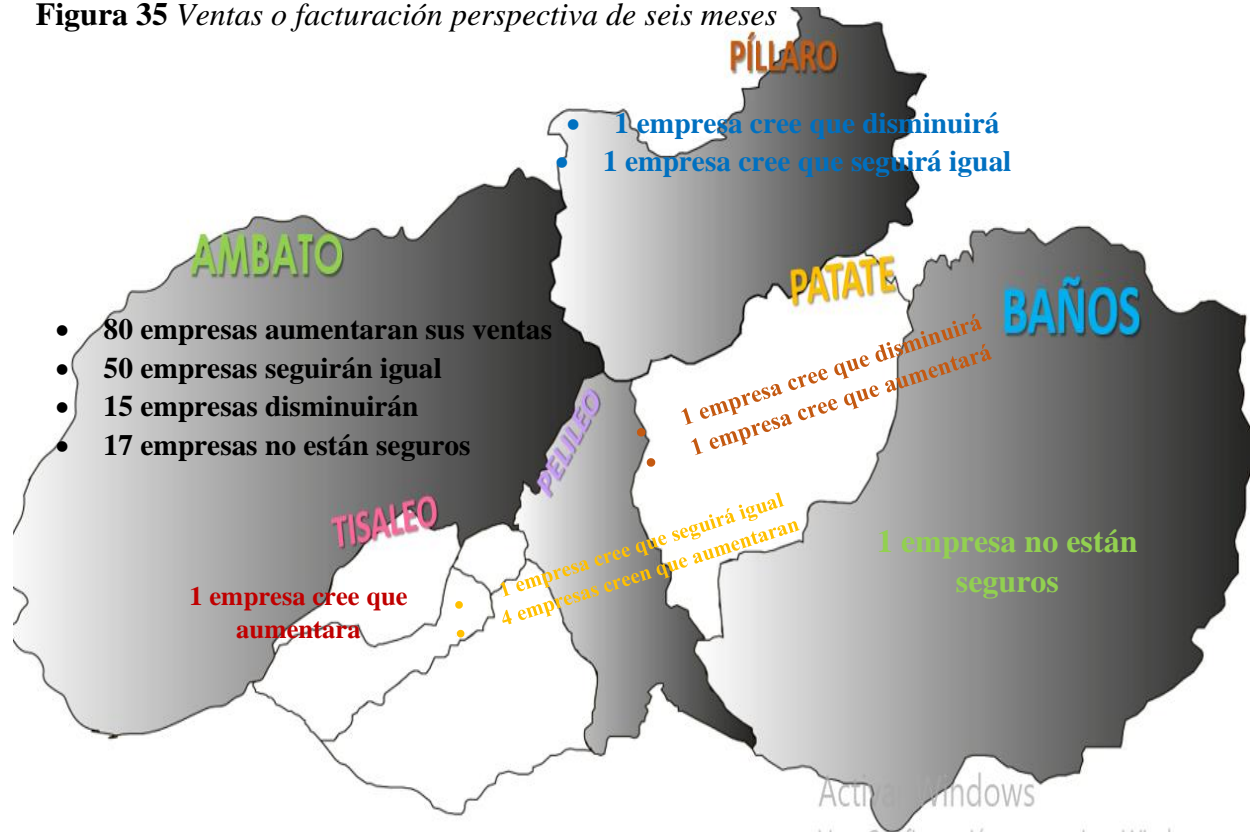 Figura 35 Ventas o facturación perspectiva de seis meses
PÍLLARO
• 1 empresa cree que disminuirá
• 1 empresa cree que seguirá igual
AMBATO
• 80 empresas aumentaran sus ventas
• 50 empresas seguirán igual
• 15 empresas disminuirán
• 17 empresas no están seguros
PATATE
• 1 empresa cree que disminuirá
• 1 empresa cree que aumentará
BAÑOS
1 empresa no están
seguros
PELILEO
• 1 empresa cree que seguirá igual
• 4 empresas creen que aumentaran
TISALEO
1 empresa cree que
aumentara
Activar Windows